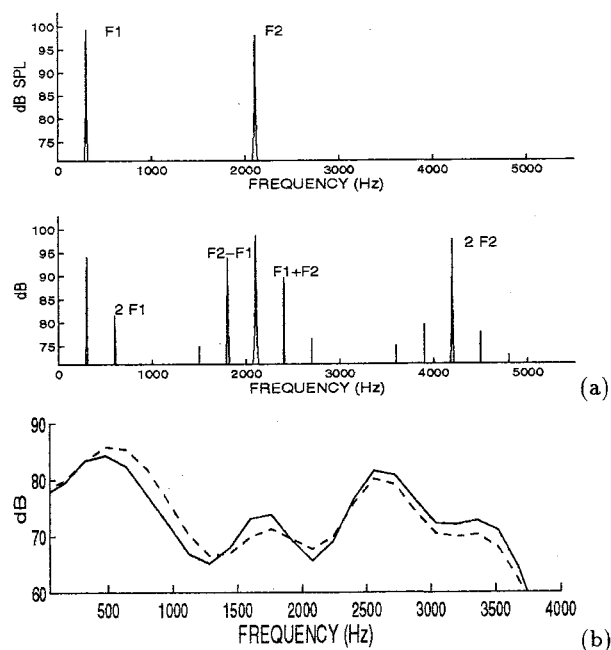 F1
F2
dB SPL
100
95
90
85
80
75
0
1000
2000
3000
4000
5000
FREQUENCY (Hz)
100
95
90
85
80
75
dB
2 F1
F2−F1
F1+F2
2 F2
0
1000
2000
3000
4000
5000
FREQUENCY (Hz)
(a)
90
80
70
60
dB
500
1000
1500
2000
2500
3000
3500
4000
FREQUENCY (Hz)
(b)